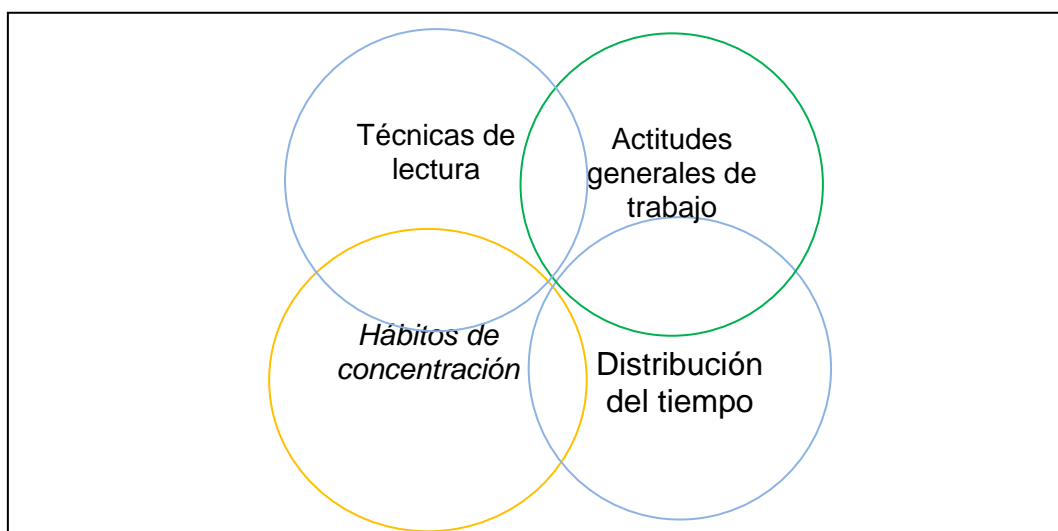 Técnicas de
lectura
Actitudes
generales de
trabajo
Hábitos de
concentración
Distribución
del tiempo